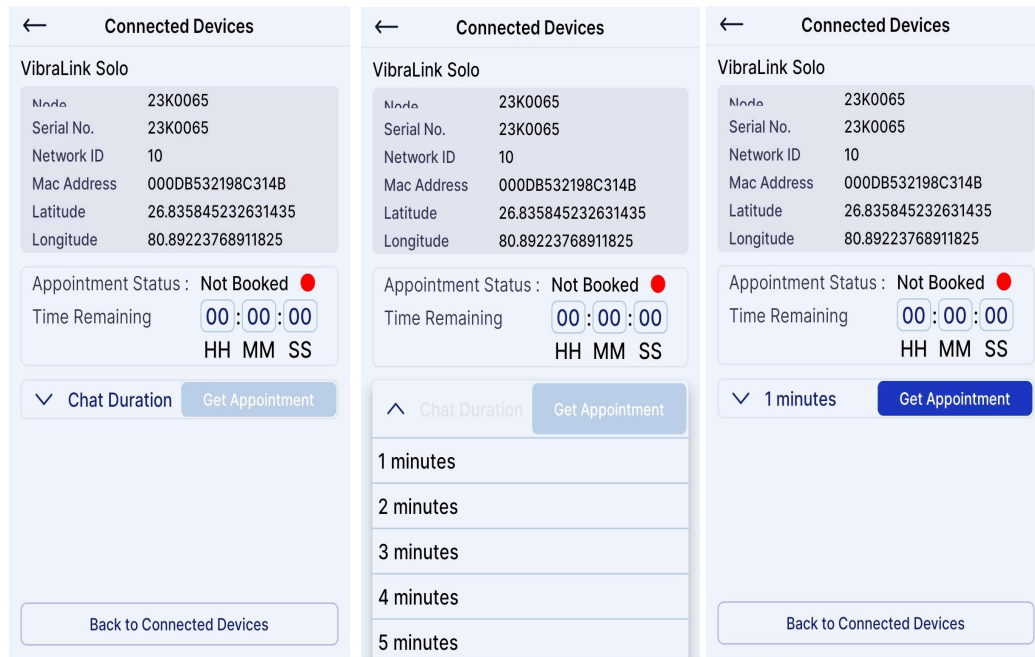 Connected Devices
VibraLink Solo
Node 23K0065
Serial No. 23K0065
Network ID 10
Mac Address 000DB532198C314B
Latitude 26.835845232631435
Longitude 80.89223768911825
Appointment Status : Not Booked
Time Remaining 00 : 00 : 00
HH MM SS
Chat Duration Get Appointment
Back to Connected Devices
Connected Devices
VibraLink Solo
Node 23K0065
Serial No. 23K0065
Network ID 10
Mac Address 000DB532198C314B
Latitude 26.835845232631435
Longitude 80.89223768911825
Appointment Status : Not Booked
Time Remaining 00 : 00 : 00
HH MM SS
Chat Duration Get Appointment
1 minutes
2 minutes
3 minutes
4 minutes
5 minutes
Connected Devices
VibraLink Solo
Node 23K0065
Serial No. 23K0065
Network ID 10
Mac Address 000DB532198C314B
Latitude 26.835845232631435
Longitude 80.89223768911825
Appointment Status : Not Booked
Time Remaining 00 : 00 : 00
HH MM SS
1 minutes Get Appointment
Back to Connected Devices